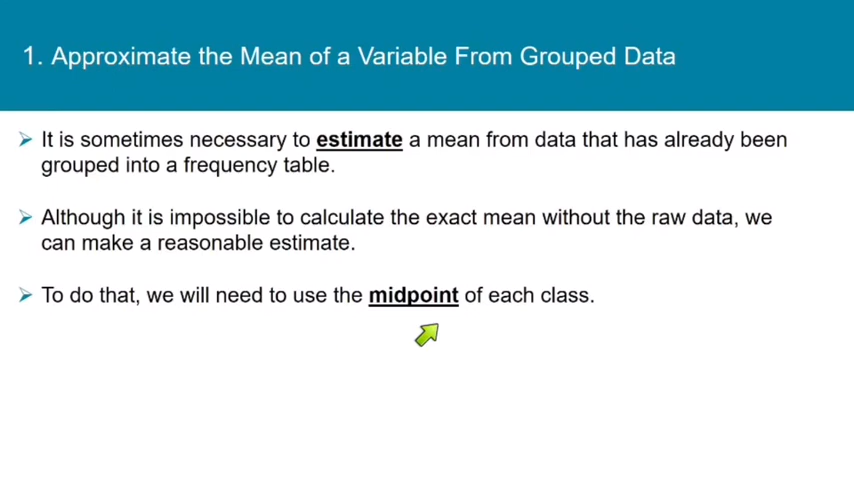 1. Approximate the Mean of a Variable From Grouped Data
It is sometimes necessary to estimate a mean from data that has already been
grouped into a frequency table.
Although it is impossible to calculate the exact mean without the raw data, we
can make a reasonable estimate.
To do that, we will need to use the midpoint of each class.